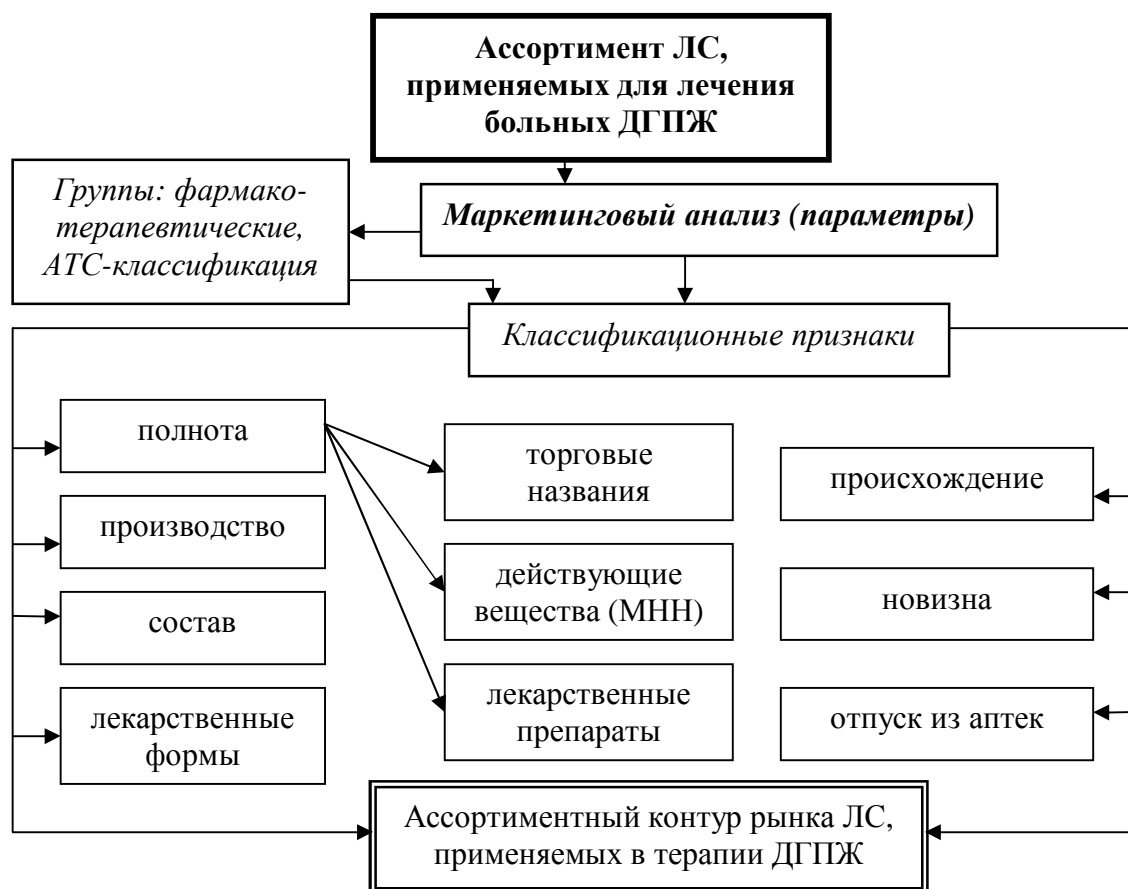 Ассортимент ЛС,
применяемых для лечения
больных ДГПЖ
Группы: фармако-
терапевтические,
АТС-классификация
Маркетинговый анализ (параметры)
Классификационные признаки
полнота
производство
состав
лекарственные
формы
торговые
названия
действующие
вещества (МНН)
лекарственные
препараты
происхождение
новизна
отпуск из аптек
Ассортиментный контур рынка ЛС,
применяемых в терапии ДГПЖ